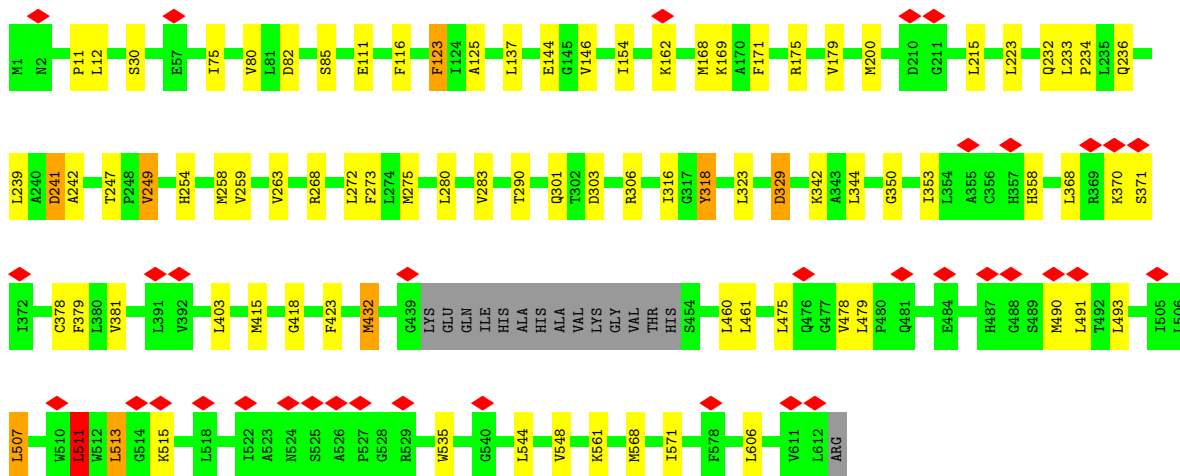 M1 N2 P11 L12 S30 E57 I75 V80 L81 D82 S85 E111 F116 F123 I124 A125 L137 E144 G145 V146 I154 K162 M168 K169 A170 F171 R175 V179 M200 D210 G211 L215 L223 Q232 L233 P234 L235 Q236
L239 A240 D241 A242 T247 P248 V249 H254 M258 V259 V263 R268 L272 F273 L274 M275 L280 V283 T290 Q301 T302 D303 R306 I316 G317 Y318 L323 D329 K342 A343 L344 G350 I353 L354 A355 C356 H357 H358 L368 R369 K370 S371
I372 C378 F379 L380 V381 L391 V392 L403 M415 G418 F423 M432 G439 LYS GLU GLN ILE HIS ALA HIS ALA VAL LYS GLY VAL THR HIS S454 L460 L461 L475 Q476 G477 V478 L479 P480 Q481 E484 H487 G488 S489 M490 L491 T492 L493 I505 L506
L507 W510 L511 W512 L513 G514 K515 L518 I522 A523 N524 S525 A526 P527 G528 R529 W535 G540 L544 V548 K561 M568 I571 F578 L606 V611 L612 ARG